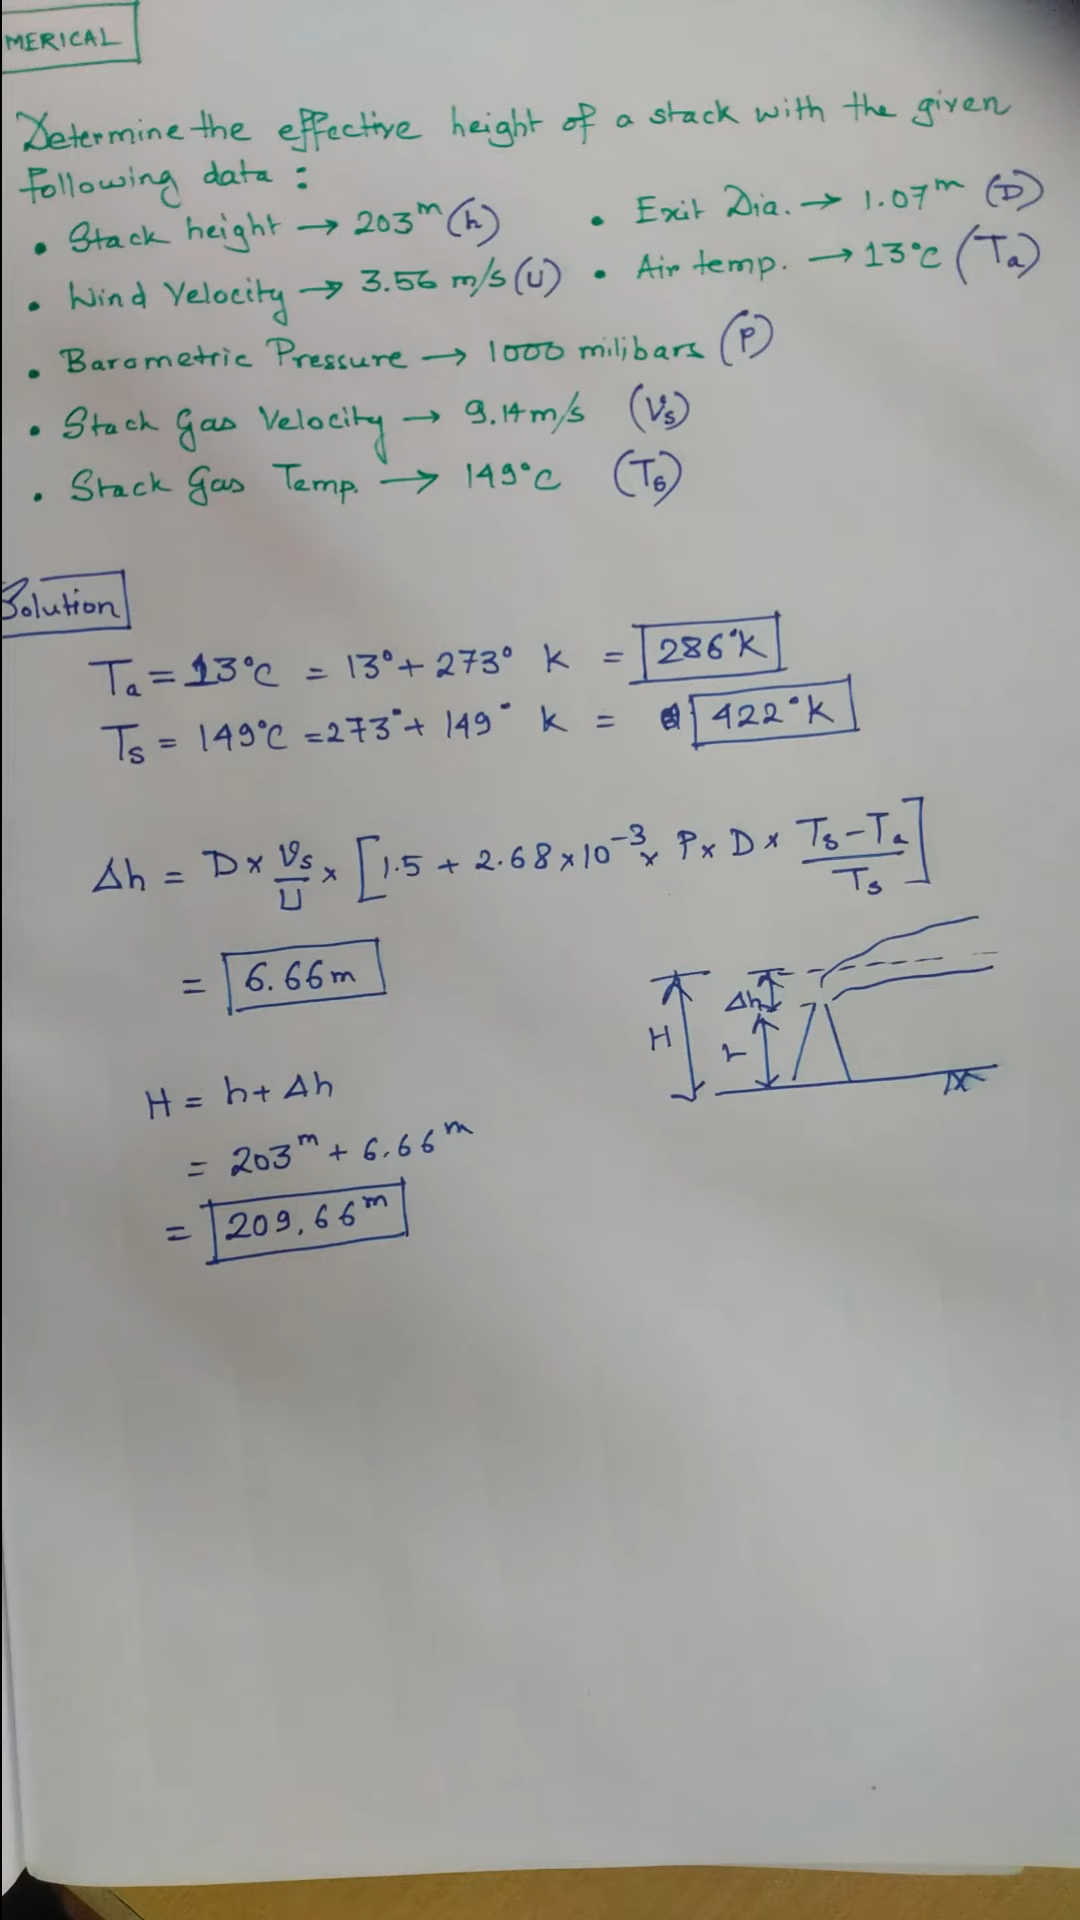 MERICAL
Determine the effective height of a stack with the given
following data :
• Stack height → 203ᵐ (h)
• Exit Dia. → 1.07ᵐ (D)
• Wind Velocity → 3.56 m/s (U)
• Air temp. → 13°C (Ta)
• Barometric Pressure → 1000 milibars (P)
• Stack Gas Velocity → 9.14 m/s (Vs)
• Stack Gas Temp. → 149°C (Ts)
Solution
Ta = 13°C = 13° + 273° k = 286°k
Ts = 149°C = 273° + 149° k = 422°k
Δh = D x Vs/U x [1.5 + 2.68 x 10⁻³ x P x D x (Ts - Ta)/Ts]
= 6.66m
H
Δh
h
H = h + Δh
= 203ᵐ + 6.66ᵐ
= 209.66ᵐ